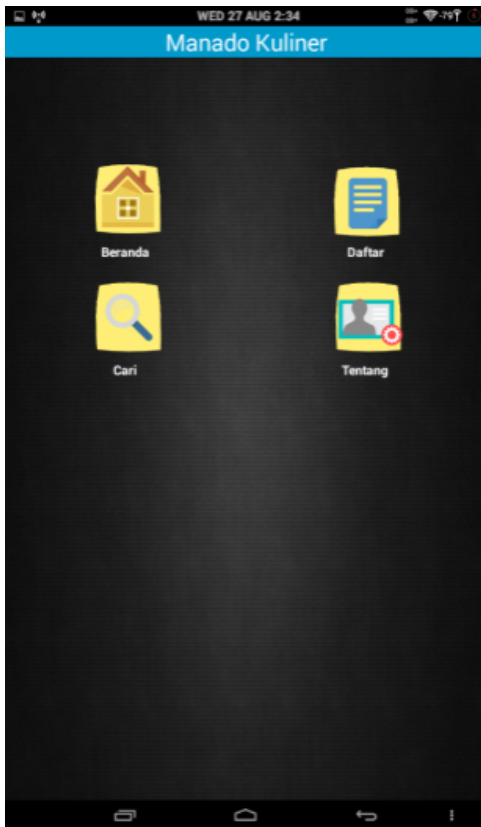 WED 27 AUG 2:34
Manado Kuliner
Beranda
Daftar
Cari
Tentang